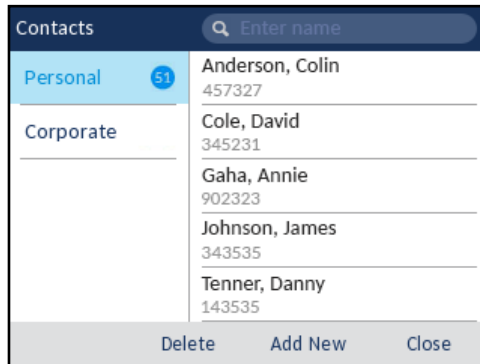 Contacts
Enter name
Personal 51
Corporate
Anderson, Colin
457327
Cole, David
345231
Gaha, Annie
902323
Johnson, James
343535
Tenner, Danny
143535
Delete Add New Close